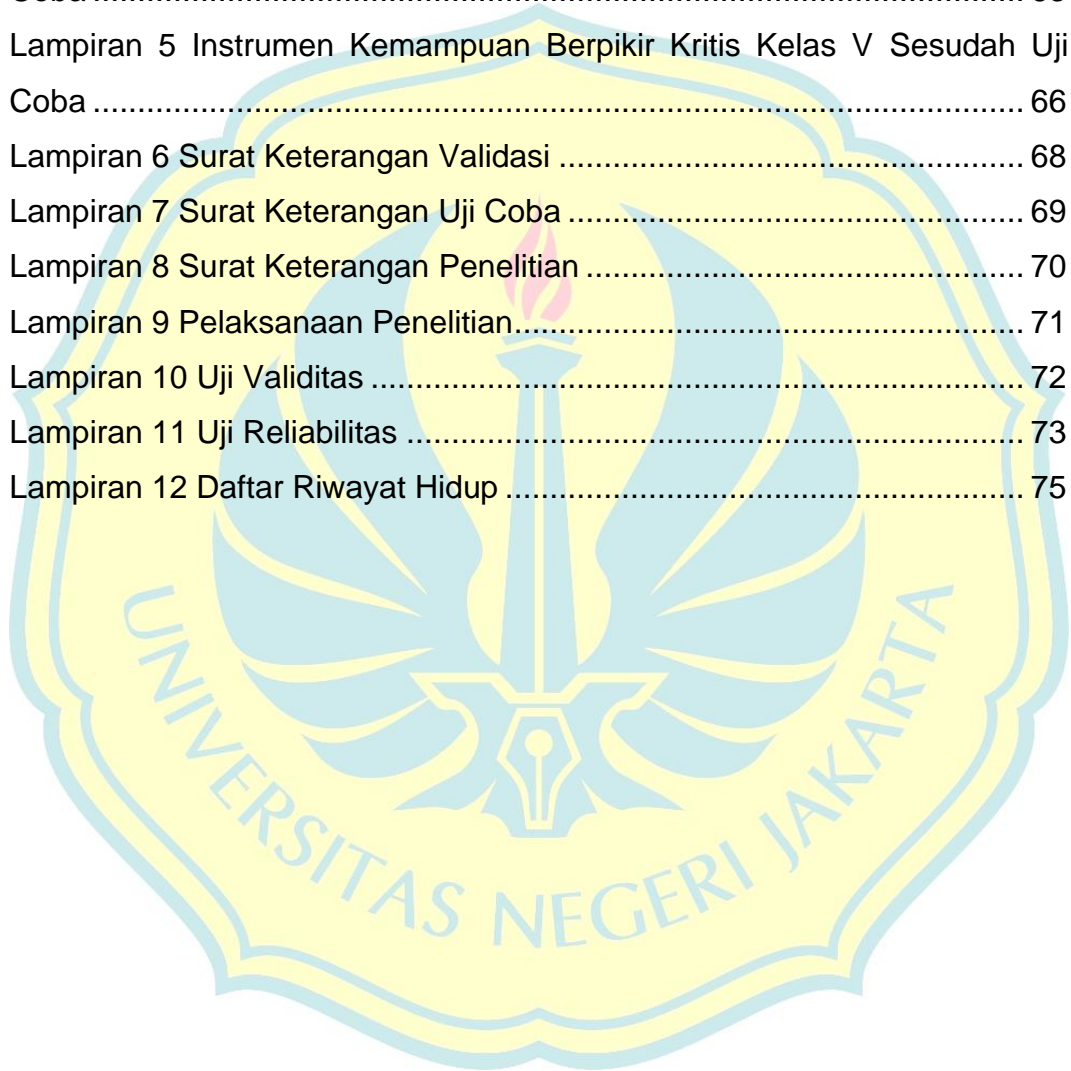 Lampiran 5 Instrumen Kemampuan Berpikir Kritis Kelas V Sesudah Uji
Coba ........................................................................................... 66
Lampiran 6 Surat Keterangan Validasi .............................................. 68
Lampiran 7 Surat Keterangan Uji Coba ............................................. 69
Lampiran 8 Surat Keterangan Penelitian ........................................... 70
Lampiran 9 Pelaksanaan Penelitian.................................................. 71
Lampiran 10 Uji Validitas ................................................................ 72
Lampiran 11 Uji Reliabilitas ............................................................. 73
Lampiran 12 Daftar Riwayat Hidup ................................................... 75
UNIVERSITAS NEGERI JAKARTA